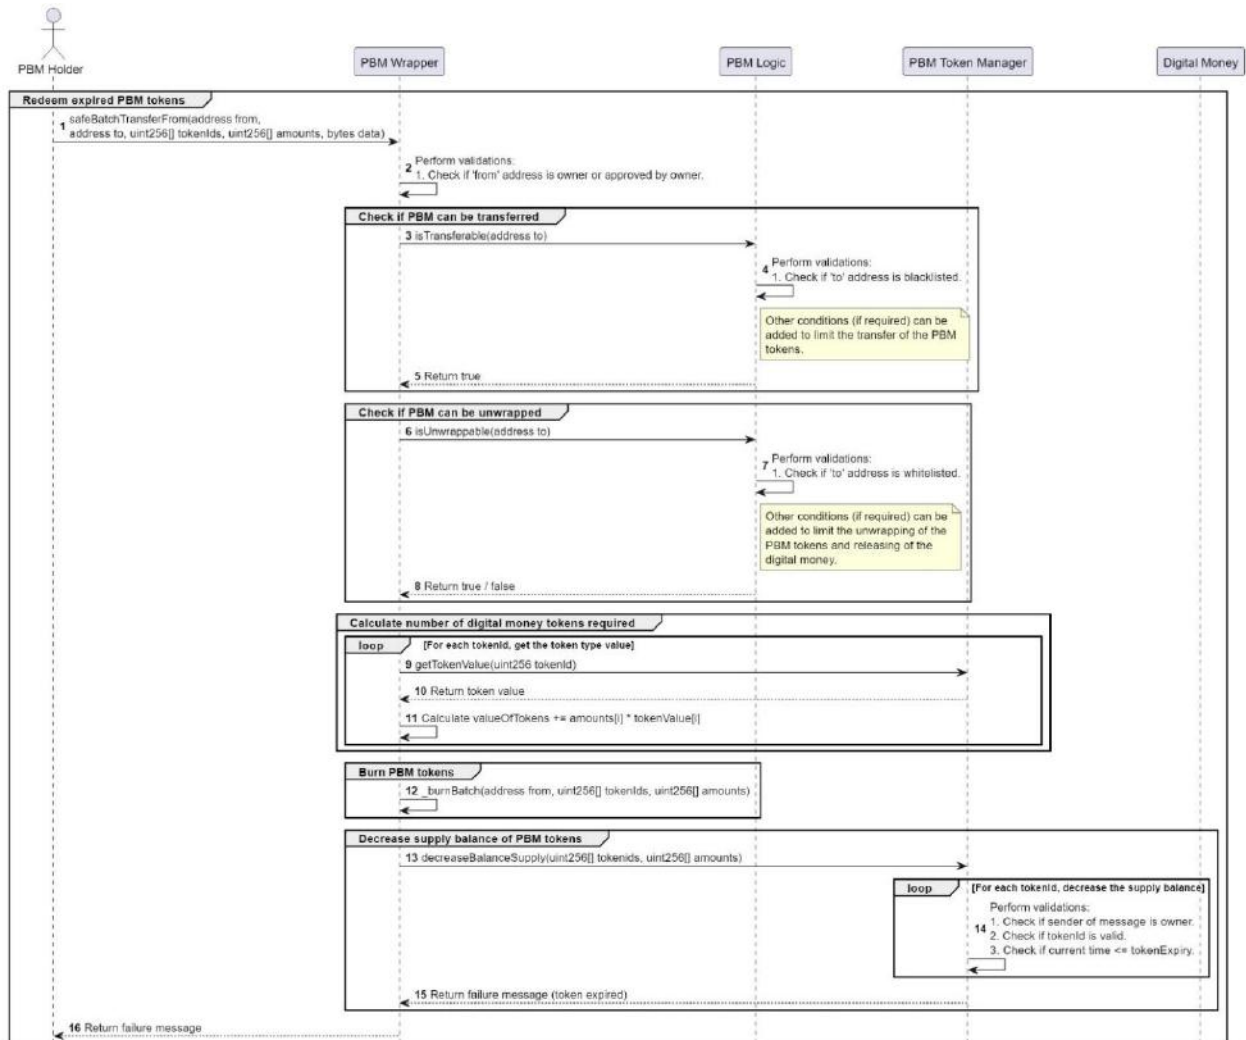 PBM Holder
PBM Wrapper
PBM Logic
PBM Token Manager
Digital Money
Redeem expired PBM tokens
1 safeBatchTransferFrom(address from,
address to, uint256[] tokenIds, uint256[] amounts, bytes data)
2 Perform validations:
1. Check if 'from' address is owner or approved by owner.
Check if PBM can be transferred
3 isTransferable(address to)
4 Perform validations:
1. Check if 'to' address is blacklisted.
Other conditions (if required) can be
added to limit the transfer of the PBM
tokens.
5 Return true
Check if PBM can be unwrapped
6 isUnwrappable(address to)
7 Perform validations:
1. Check if 'to' address is whitelisted.
Other conditions (if required) can be
added to limit the unwrapping of the
PBM tokens and releasing of the
digital money.
8 Return true / false
Calculate number of digital money tokens required
loop [For each tokenId, get the token type value]
9 getTokenValue(uint256 tokenId)
10 Return token value
11 Calculate valueOfTokens += amounts[i] * tokenValue[i]
Burn PBM tokens
12 _burnBatch(address from, uint256[] tokenIds, uint256[] amounts)
Decrease supply balance of PBM tokens
13 decreaseBalanceSupply(uint256[] tokenids, uint256[] amounts)
loop [For each tokenId, decrease the supply balance]
Perform validations:
1. Check if sender of message is owner.
14 2. Check if tokenId is valid.
3. Check if current time <= tokenExpiry.
15 Return failure message (token expired)
16 Return failure message